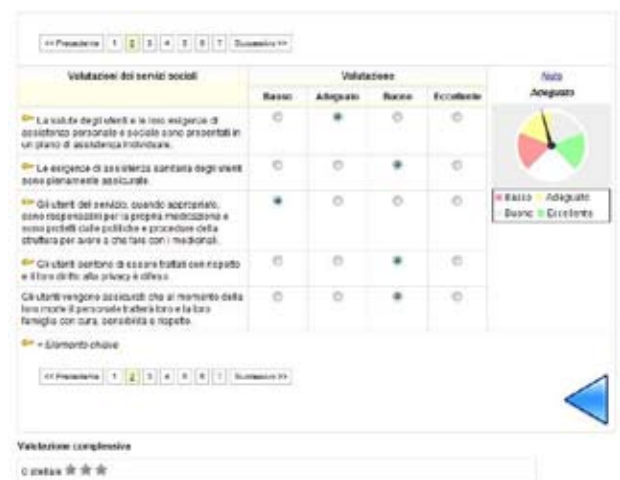 << Precedente 1 2 3 4 5 6 7 Successivo >>
Valutazioni dei servizi sociali Valutazione
Basso Adeguato Buono Eccellente
Adeguato
La salute degli utenti e le loro esigenze di
assistenza personale e sociale sono presentati in
un piano di assistenza individuale.
Le esigenze di assistenza sanitaria degli utenti
sono pienamente assicurate.
Gli utenti del servizio, quando appropriato,
sono responsabili per la propria medicazione e
sono protetti dalle politiche e procedure della
struttura per avere a che fare con i medicinali.
Gli utenti sentono di essere trattati con rispetto
e il loro diritto alla privacy è difeso.
Gli utenti vengono assicurati che al momento della
loro morte il personale tratterà loro e la loro
famiglia con cura, sensibilità e rispetto.
Basso Adeguato
Buono Eccellente
= Elemento chiave
<< Precedente 1 2 3 4 5 6 7 Successivo >>
Valutazione complessiva
0 stellate